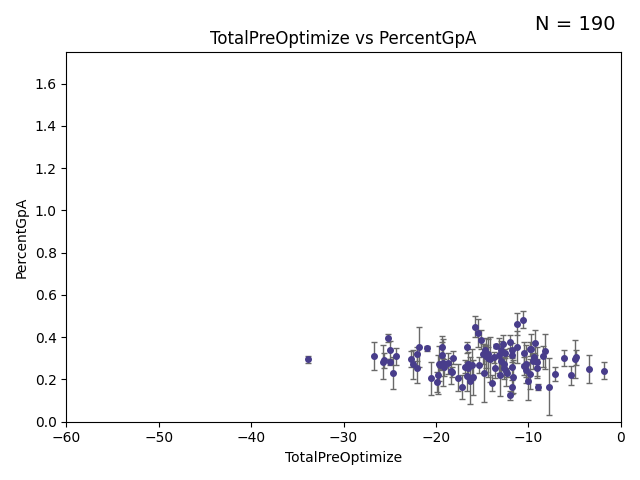 N = 190
TotalPreOptimize vs PercentGpA
1.6
1.4
1.2
1.0
0.8
0.6
0.4
0.2
0.0
PercentGpA
−60 −50 −40 −30 −20 −10 0
TotalPreOptimize